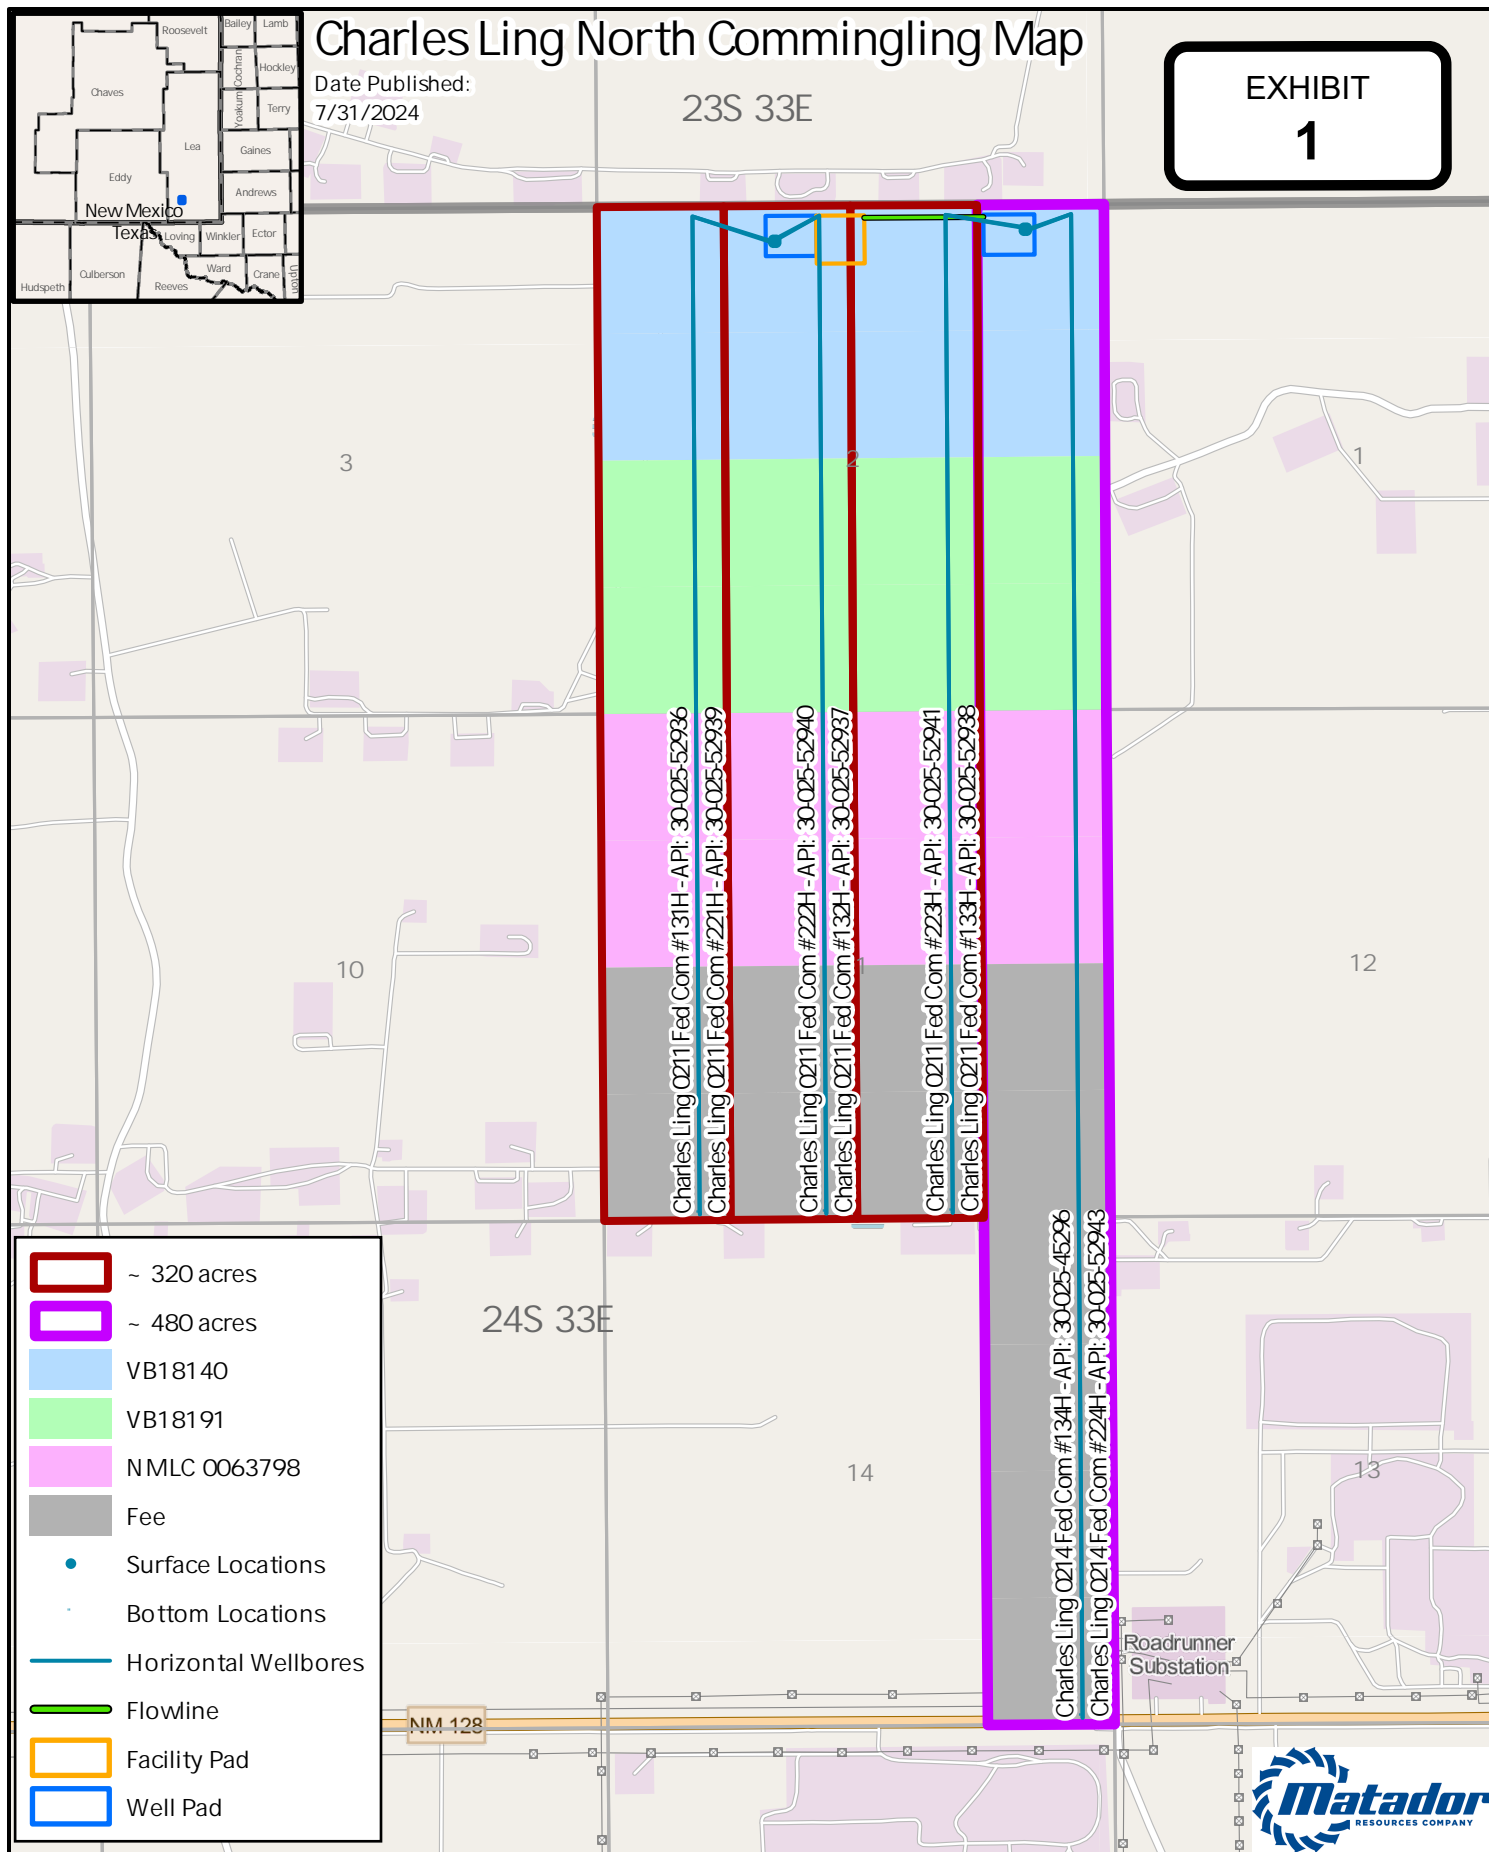 Charles Ling North Commingling Map
Date Published:
7/31/2024
EXHIBIT
1
Roosevelt
Bailey
Lamb
Cochran
Hockley
Chaves
Yoakum
Terry
Lea
Gaines
Eddy
Andrews
New Mexico
Texas
Loving
Winkler
Ector
Culberson
Ward
Crane
Upton
Hudspeth
Reeves
23S 33E
3
2
1
10
12
24S 33E
14
13
Charles Ling 0211 Fed Com #131H - API: 30-025-52936
Charles Ling 0211 Fed Com #221H - API: 30-025-52939
Charles Ling 0211 Fed Com #222H - API: 30-025-52940
Charles Ling 0211 Fed Com #132H - API: 30-025-52937
Charles Ling 0211 Fed Com #223H - API: 30-025-52941
Charles Ling 0211 Fed Com #133H - API: 30-025-52938
Charles Ling 0214 Fed Com #134H - API: 30-025-45296
Charles Ling 0214 Fed Com #224H - API: 30-025-52943
~ 320 acres
~ 480 acres
VB18140
VB18191
NMLC 0063798
Fee
Surface Locations
Bottom Locations
Horizontal Wellbores
Flowline
Facility Pad
Well Pad
NM 128
Roadrunner
Substation
Matador
RESOURCES COMPANY